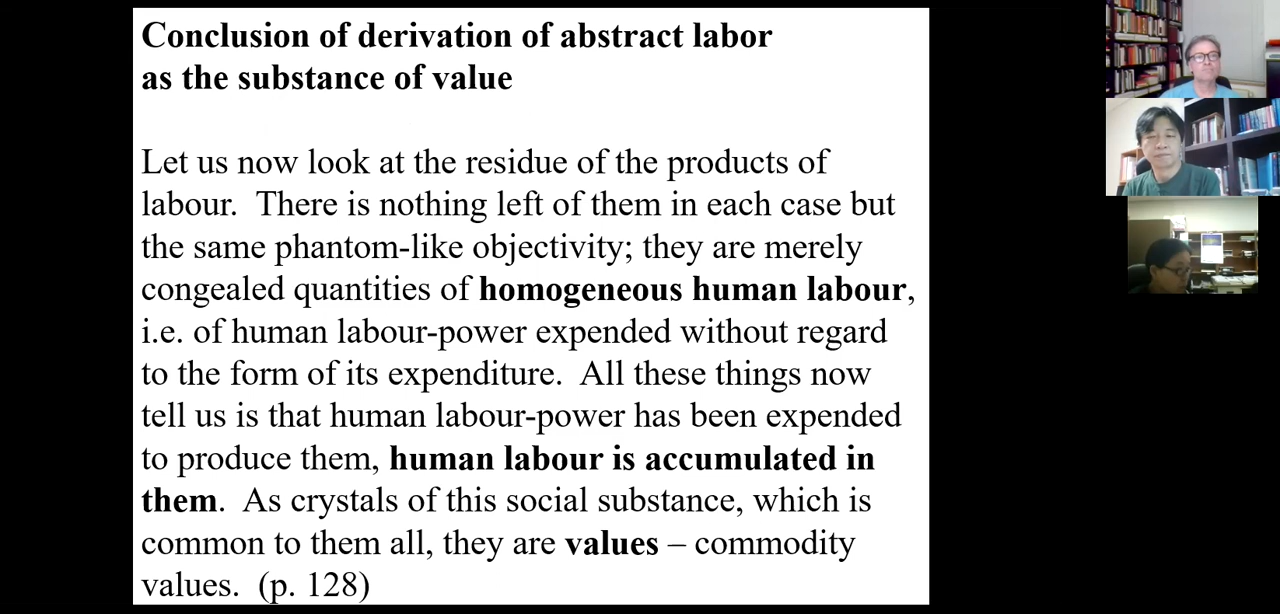 Conclusion of derivation of abstract labor
as the substance of value
Let us now look at the residue of the products of
labour.  There is nothing left of them in each case but
the same phantom-like objectivity; they are merely
congealed quantities of homogeneous human labour,
i.e. of human labour-power expended without regard
to the form of its expenditure.  All these things now
tell us is that human labour-power has been expended
to produce them, human labour is accumulated in
them.  As crystals of this social substance, which is
common to them all, they are values – commodity
values.  (p. 128)